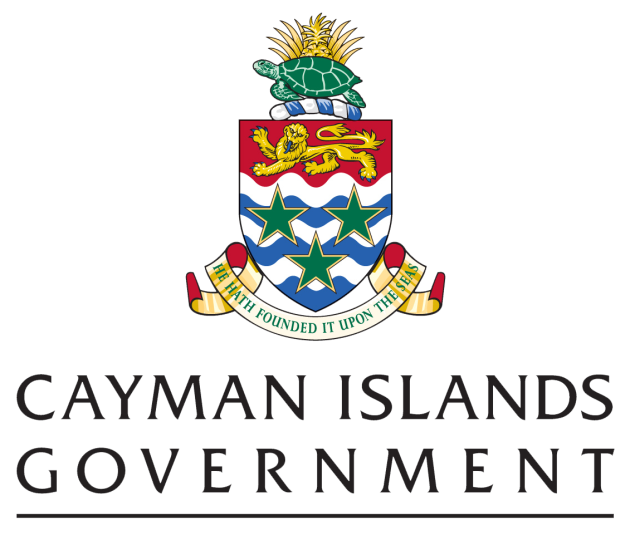 HE HATH FOUNDED IT UPON THE SEAS
CAYMAN ISLANDS
GOVERNMENT